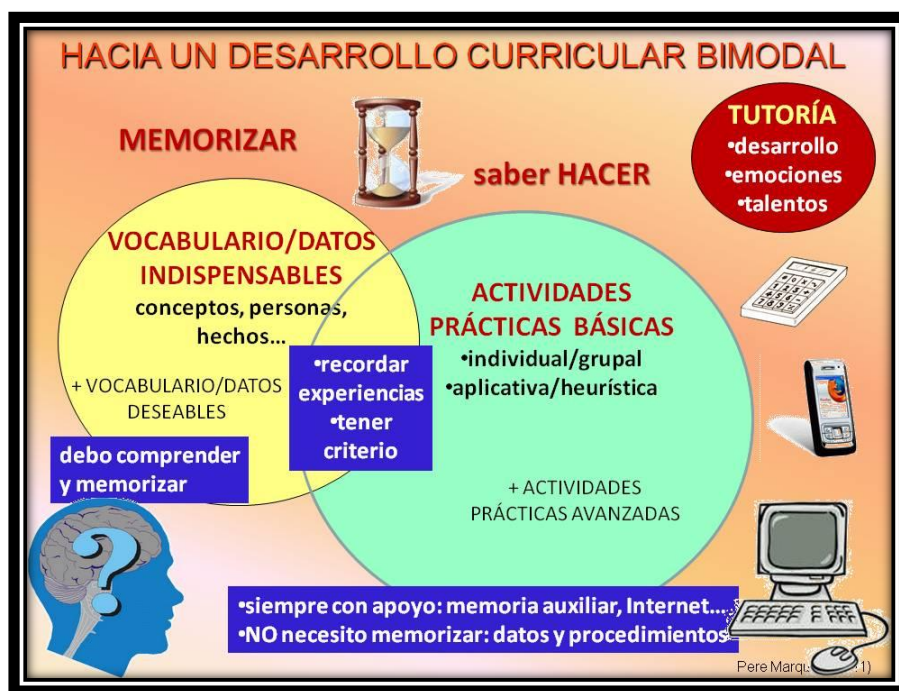 HACIA UN DESARROLLO CURRICULAR BIMODAL
MEMORIZAR
saber HACER
TUTORÍA
•desarrollo
•emociones
•talentos
VOCABULARIO/DATOS
INDISPENSABLES
conceptos, personas,
hechos...
+ VOCABULARIO/DATOS
DESEABLES
debo comprender
y memorizar
•recordar
experiencias
•tener
criterio
ACTIVIDADES
PRÁCTICAS BÁSICAS
•individual/grupal
•aplicativa/heurística
+ ACTIVIDADES
PRÁCTICAS AVANZADAS
•siempre con apoyo: memoria auxiliar, Internet...
•NO necesito memorizar: datos y procedimientos
Pere